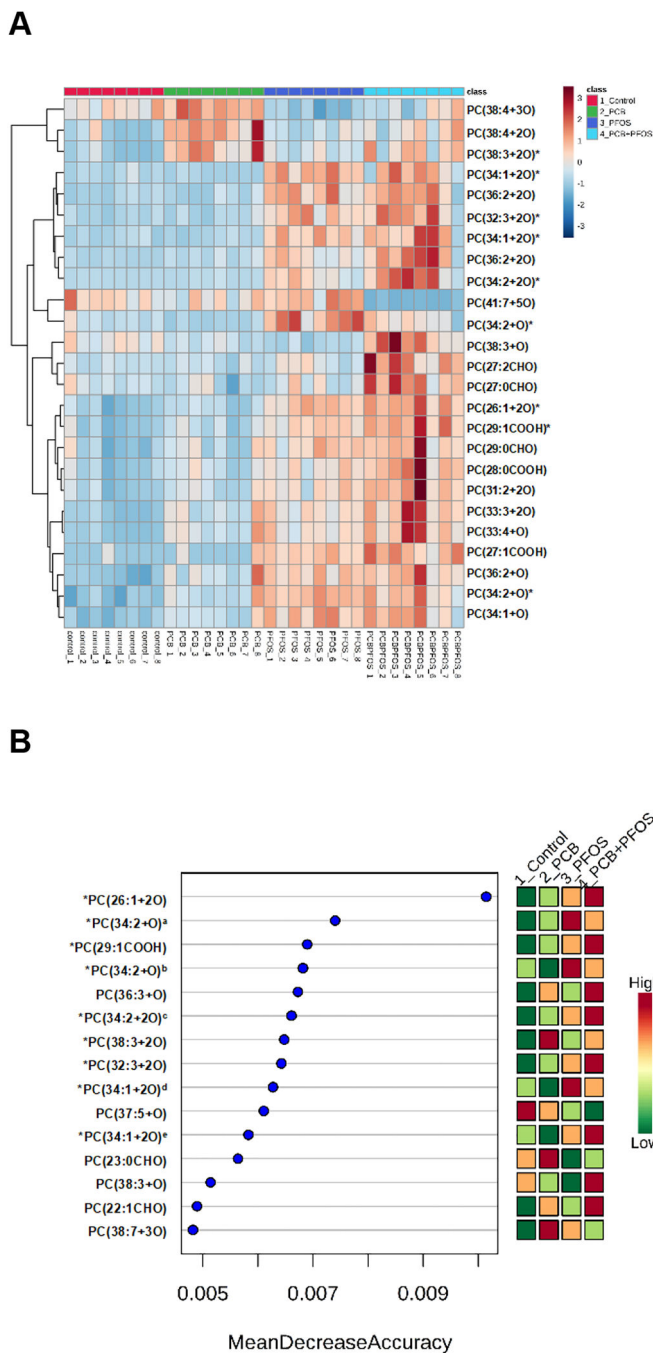 A
class
PC(38:4+3O)
PC(38:4+2O)
PC(38:3+2O)*
PC(34:1+2O)*
PC(36:2+2O)
PC(32:3+2O)*
PC(34:1+2O)*
PC(36:2+2O)
PC(34:2+2O)*
PC(41:7+5O)
PC(34:2+O)*
PC(38:3+O)
PC(27:2CHO)
PC(27:0CHO)
PC(26:1+2O)*
PC(29:1COOH)*
PC(29:0CHO)
PC(28:0COOH)
PC(31:2+2O)
PC(33:3+2O)
PC(33:4+O)
PC(27:1COOH)
PC(36:2+O)
PC(34:2+O)*
PC(34:1+O)
3
2
1
0
-1
-2
-3
class
1_Control
2_PCB
3_PFOS
4_PCB+PFOS
control_1
control_2
control_3
control_4
control_5
control_6
control_7
control_8
PCB_1
PCB_2
PCB_3
PCB_4
PCB_5
PCB_6
PCB_7
PCB_8
PFOS_1
PFOS_2
PFOS_3
PFOS_4
PFOS_5
PFOS_6
PFOS_7
PFOS_8
PCBPFOS_1
PCBPFOS_2
PCBPFOS_3
PCBPFOS_4
PCBPFOS_5
PCBPFOS_6
PCBPFOS_7
PCBPFOS_8
B
1_Control
2_PCB
3_PFOS
4_PCB+PFOS
*PC(26:1+2O)
*PC(34:2+O)ᵃ
*PC(29:1COOH)
*PC(34:2+O)ᵇ
PC(36:3+O)
*PC(34:2+2O)ᶜ
*PC(38:3+2O)
*PC(32:3+2O)
*PC(34:1+2O)ᵈ
PC(37:5+O)
*PC(34:1+2O)ᵉ
PC(23:0CHO)
PC(38:3+O)
PC(22:1CHO)
PC(38:7+3O)
High
Low
0.005 0.007 0.009
MeanDecreaseAccuracy